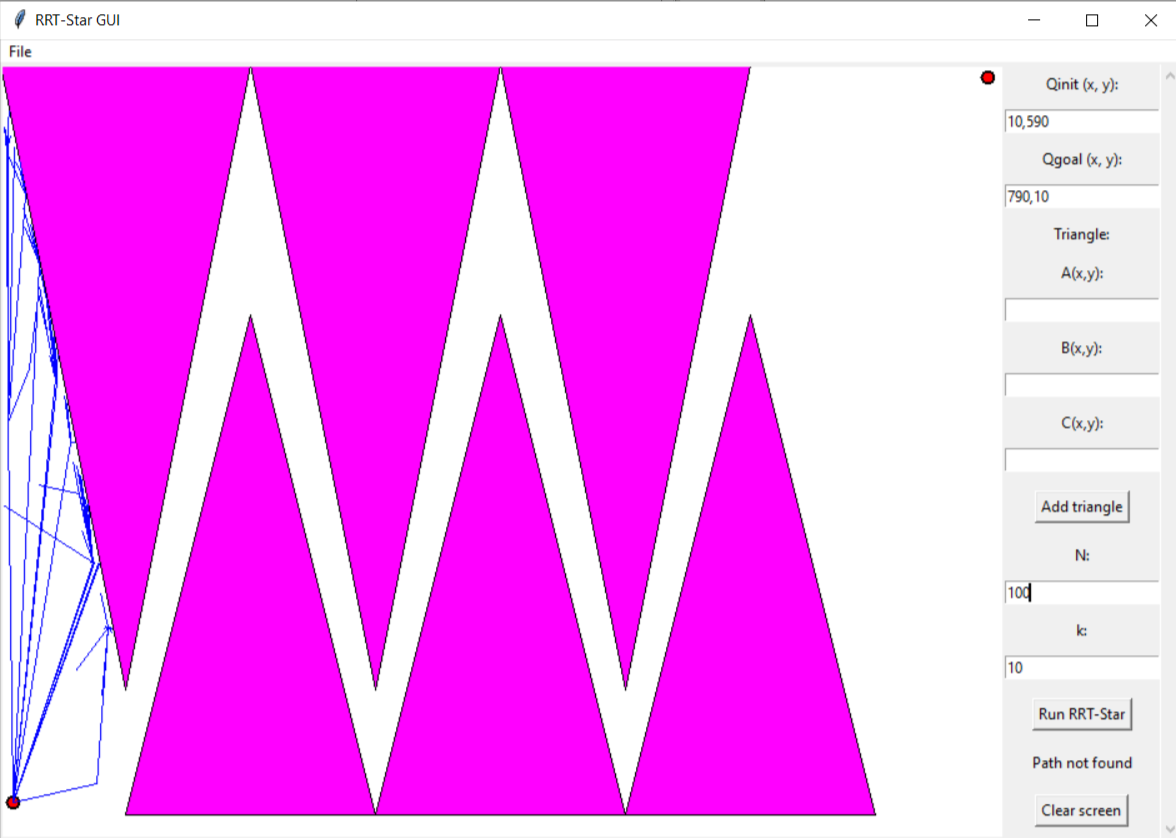 RRT-Star GUI
File
Qinit (x, y):
10,590
Qgoal (x, y):
790,10
Triangle:
A(x,y):
B(x,y):
C(x,y):
Add triangle
N:
100
k:
10
Run RRT-Star
Path not found
Clear screen